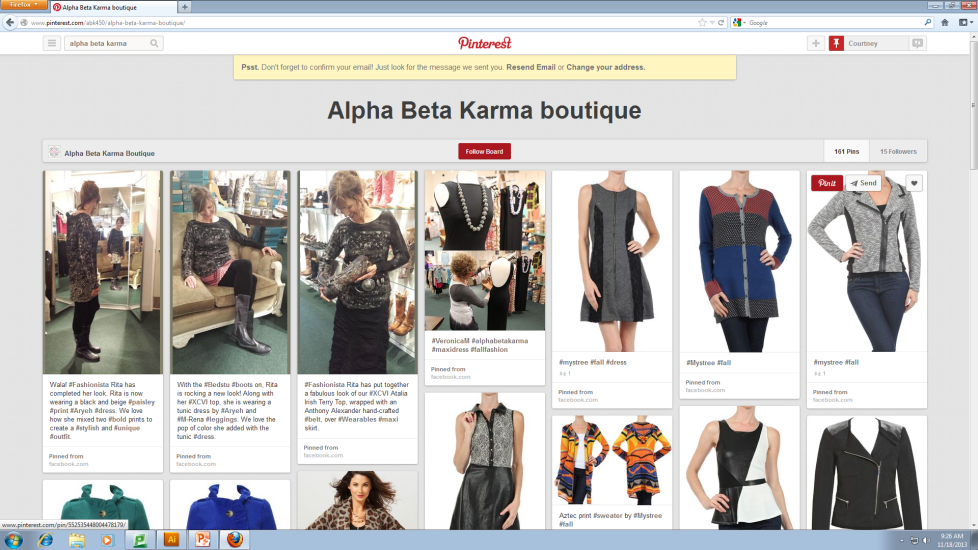 Firefox
Alpha Beta Karma boutique
www.pinterest.com/abk450/alpha-beta-karma-boutique/
Google
alpha beta karma
Pinterest
Courtney
Psst. Don't forget to confirm your email! Just look for the message we sent you. Resend Email or Change your address.
Alpha Beta Karma boutique
Alpha Beta Karma Boutique
Follow Board
161 Pins
15 Followers
Walaf #Fashionista Rita has
completed her look. Rita is now
wearing a black and beige #paisley
#print #Aryeh #dress. We love
how she mixed two #bold prints to
create a #stylish and #unique
#outfit.
Pinned from
facebook.com
With the #Bedstu #boots on, Rita
is rocking a new look! Along with
her #XCVI top, she is wearing a
tunic dress by #Aryeh and
#M-Rena #leggings. We love the
pop of color she added with the
tunic #dress.
Pinned from
facebook.com
#Fashionista Rita has put together
a fabulous look of our #XCVI Atalia
Irish Terry Top, wrapped with an
Anthony Alexander hand-crafted
#belt, over #Wearables #maxi
skirt.
Pinned from
facebook.com
#VeronicaM #alphabetakarma
#maxidress #fallfashion
Pinned from
facebook.com
#mystree #fall #dress
1
Pinned from
facebook.com
#Mystree #fall
Pinned from
facebook.com
Pin it
Send
#mystree #fall
1
Pinned from
facebook.com
Aztec print #sweater by #Mystree
#fall
www.pinterest.com/pin/552535448004478179/
9:26 AM
11/18/2013